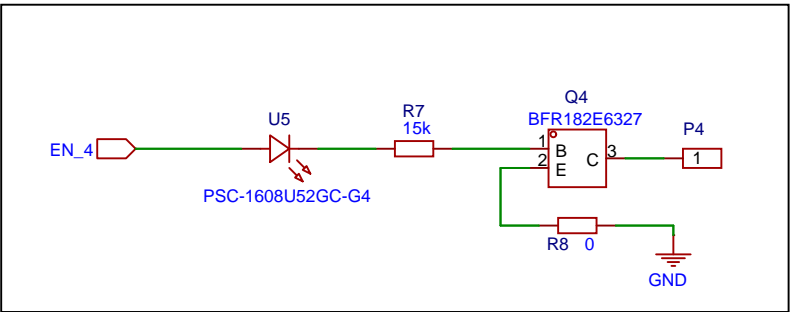 Q4
BFR182E6327
U5
R7
15k
P4
EN_4
1
B
3
C
1
2
E
PSC-1608U52GC-G4
R8 0
GND